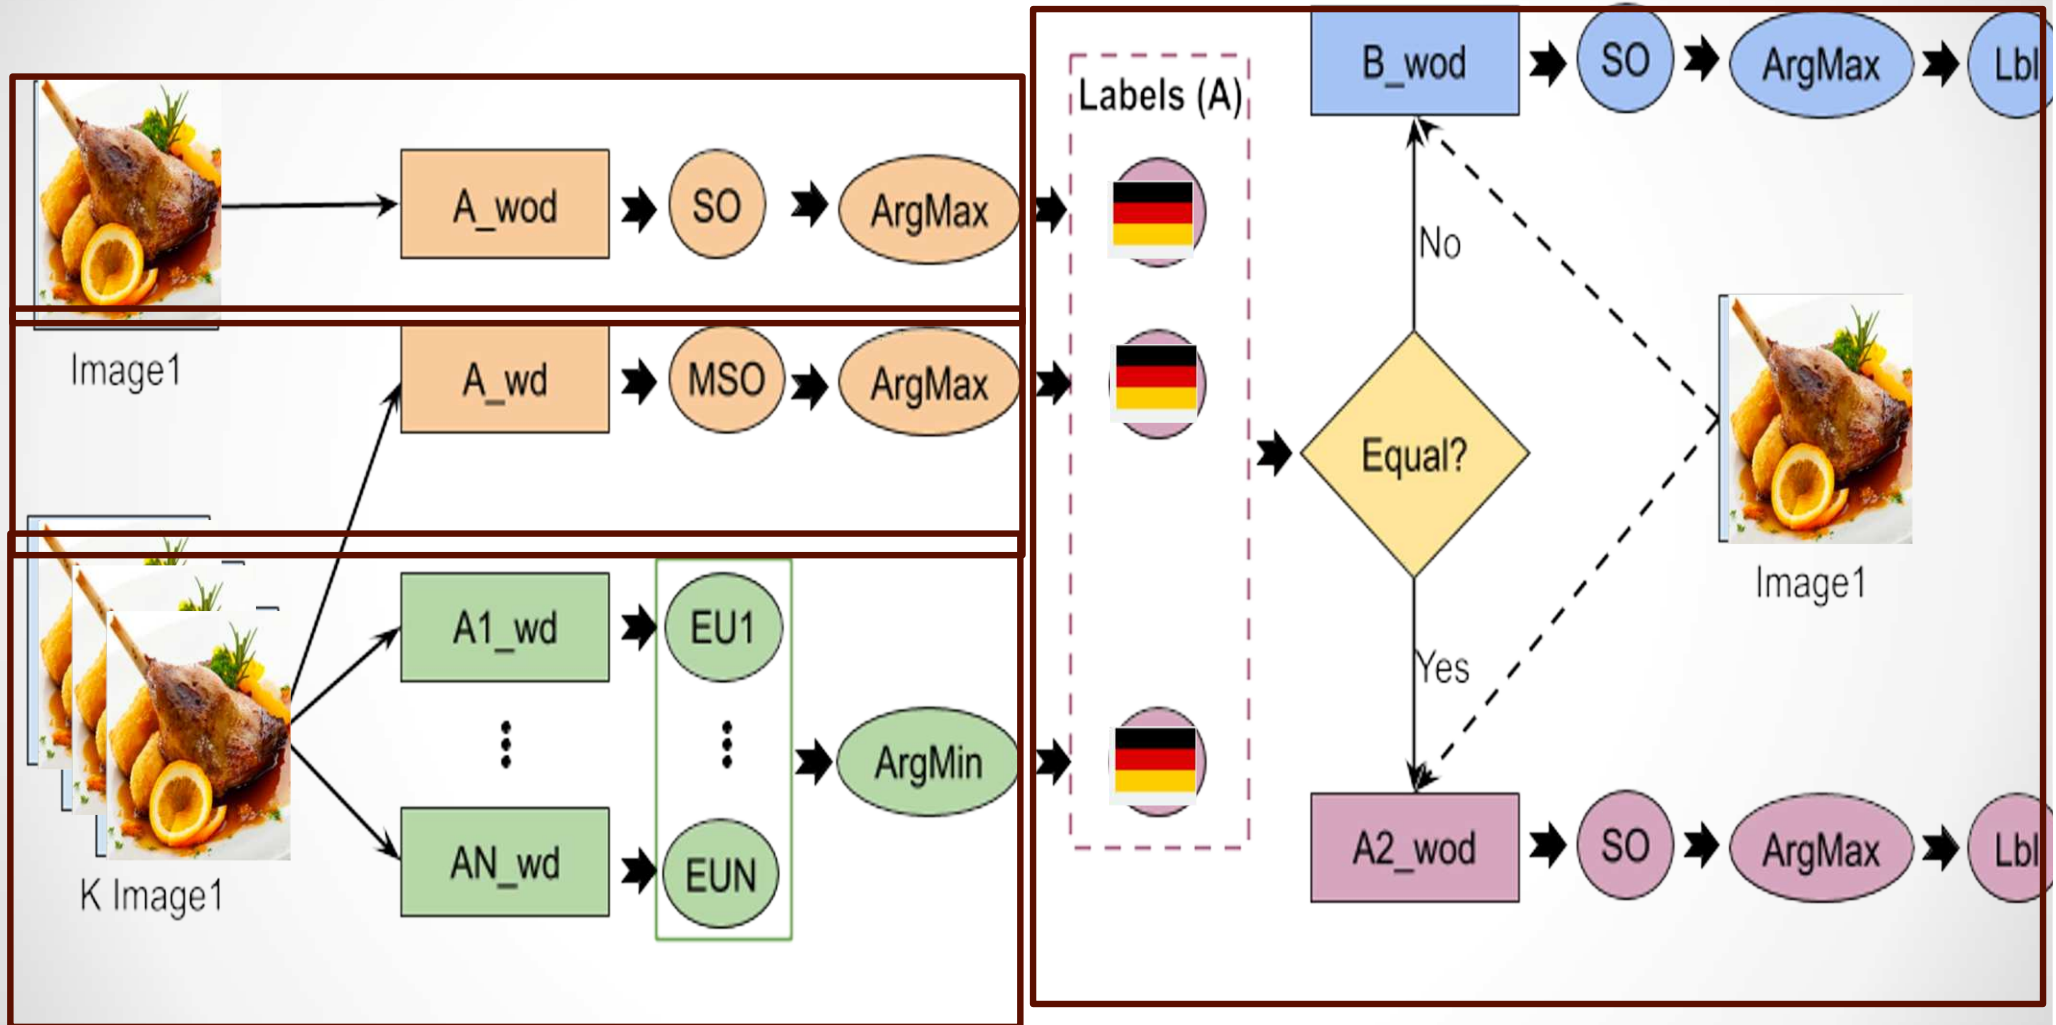 Image1
A_wod
SO
ArgMax
A_wd
MSO
ArgMax
K Image1
A1_wd
EU1
AN_wd
EUN
ArgMin
Labels (A)
B_wod
SO
ArgMax
Lbl
No
Equal?
Yes
Image1
A2_wod
SO
ArgMax
Lbl